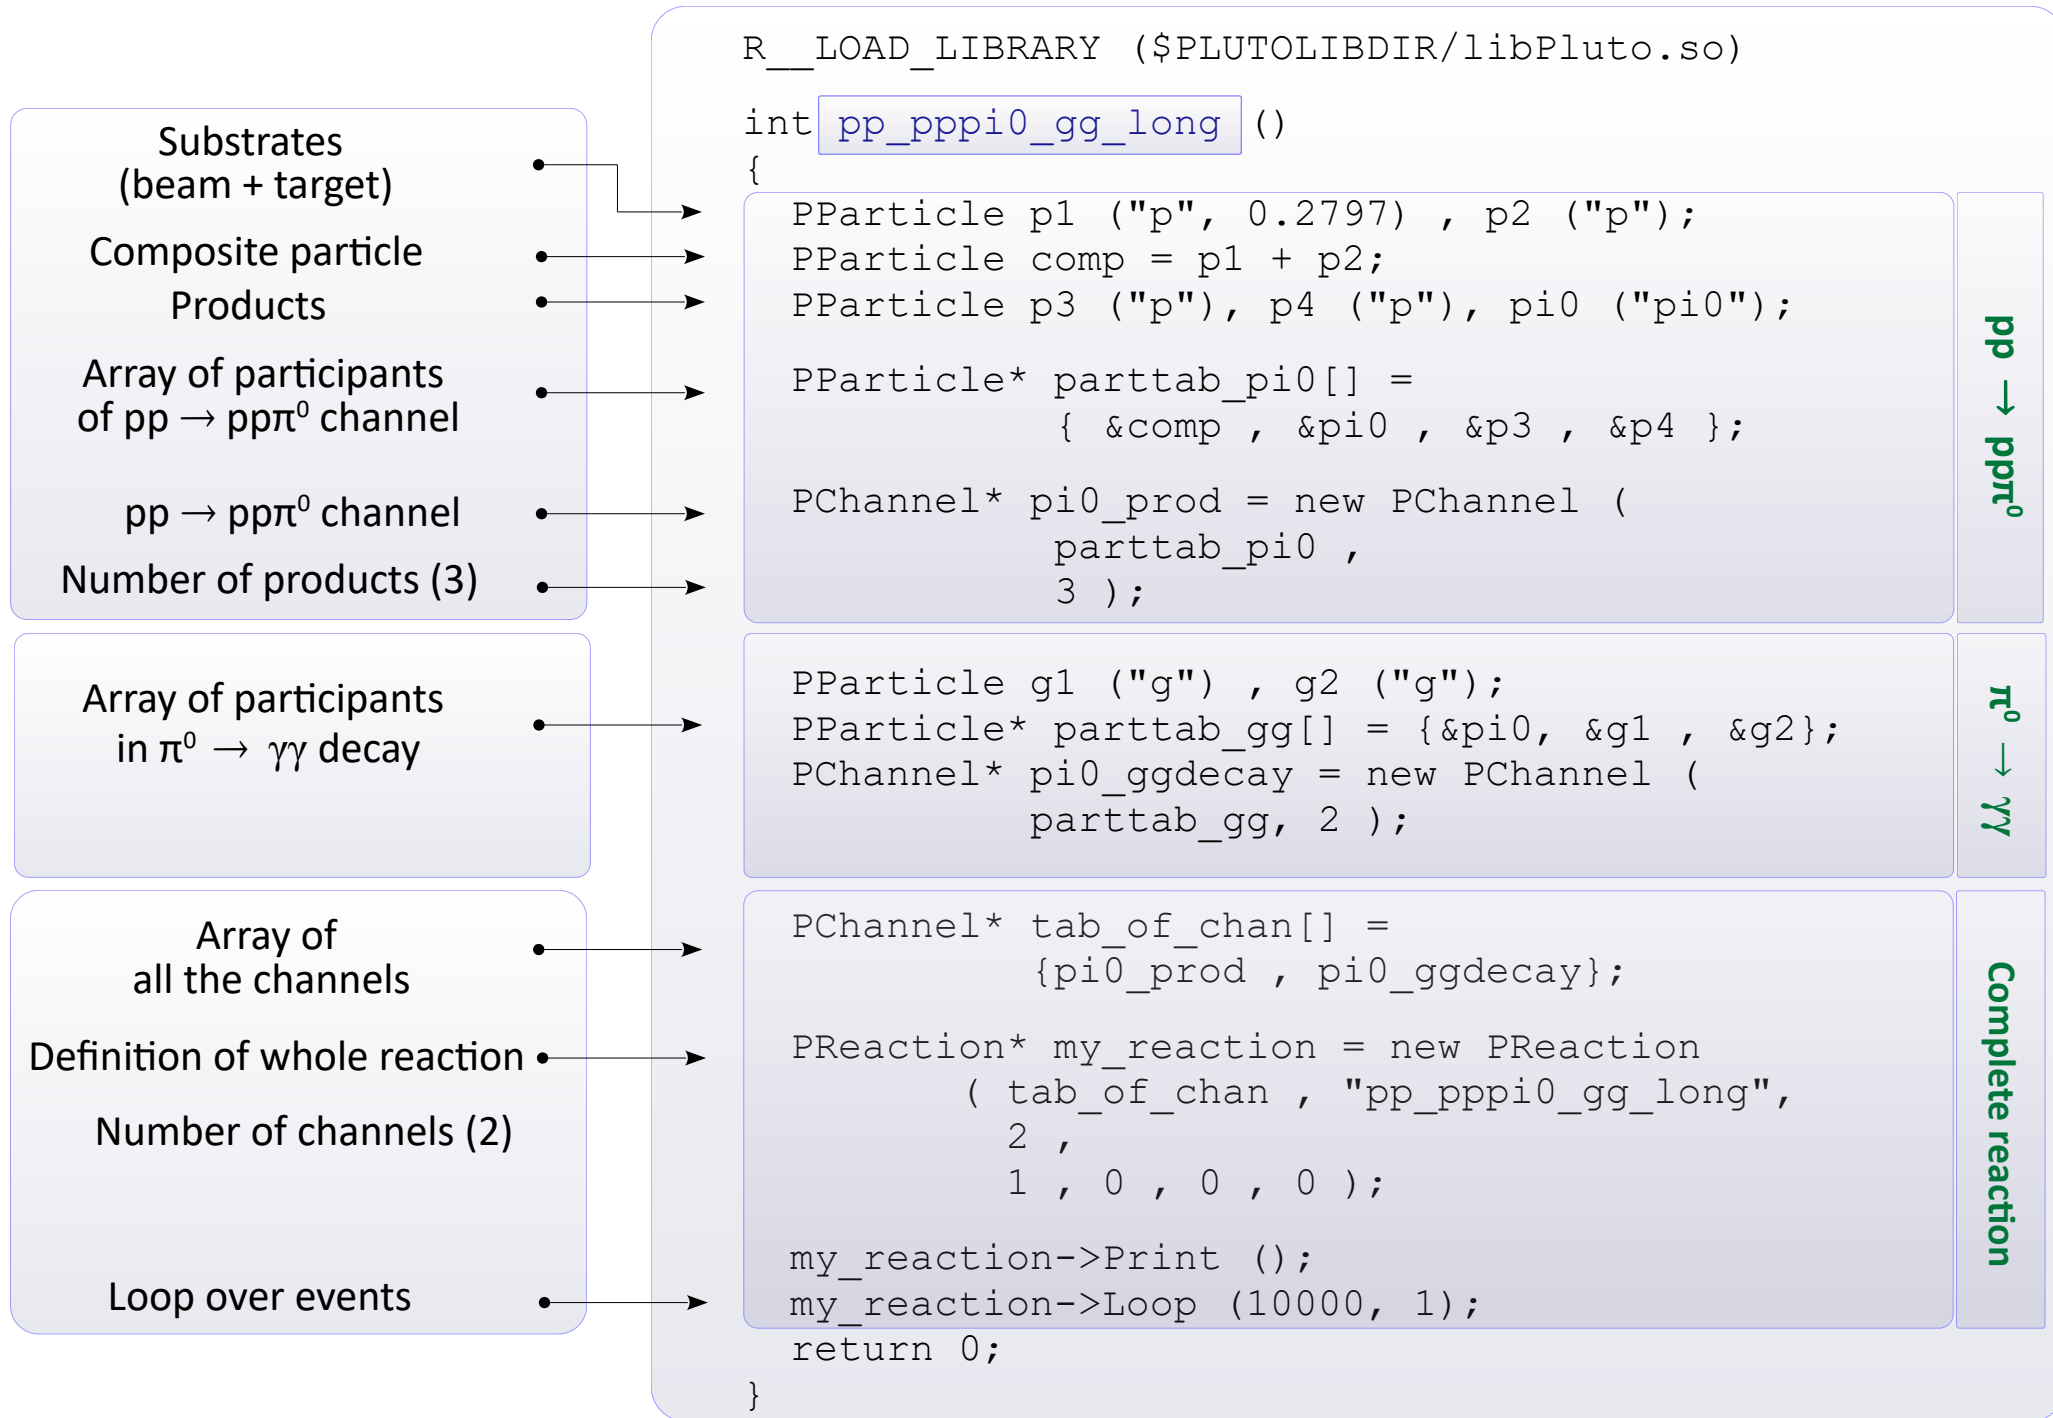 R__LOAD_LIBRARY ($PLUTOLIBDIR/libPluto.so)
int pp_pppi0_gg_long ()
{
Substrates
(beam + target)
PParticle p1 ("p", 0.2797) , p2 ("p");
Composite particle
PParticle comp = p1 + p2;
Products
PParticle p3 ("p"), p4 ("p"), pi0 ("pi0");
Array of participants
of pp → ppπ⁰ channel
PParticle* parttab_pi0[] =
{ &comp , &pi0 , &p3 , &p4 };
pp → ppπ⁰ channel
PChannel* pi0_prod = new PChannel (
parttab_pi0 ,
Number of products (3)
3 );
pp → ppπ⁰
Array of participants
in π⁰ → γγ decay
PParticle g1 ("g") , g2 ("g");
PParticle* parttab_gg[] = {&pi0, &g1 , &g2};
PChannel* pi0_ggdecay = new PChannel (
parttab_gg, 2 );
π⁰ → γγ
Array of
all the channels
PChannel* tab_of_chan[] =
{pi0_prod , pi0_ggdecay};
Definition of whole reaction
PReaction* my_reaction = new PReaction
( tab_of_chan , "pp_pppi0_gg_long",
Number of channels (2)
2 ,
1 , 0 , 0 , 0 );
my_reaction->Print ();
Loop over events
my_reaction->Loop (10000, 1);
Complete reaction
return 0;
}